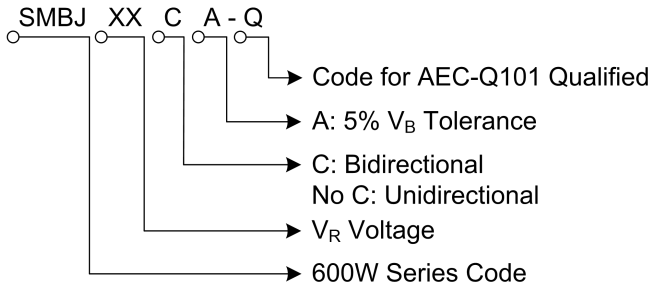 SMBJ XX C A - Q
Code for AEC-Q101 Qualified
A: 5% VB Tolerance
C: Bidirectional
No C: Unidirectional
VR Voltage
600W Series Code